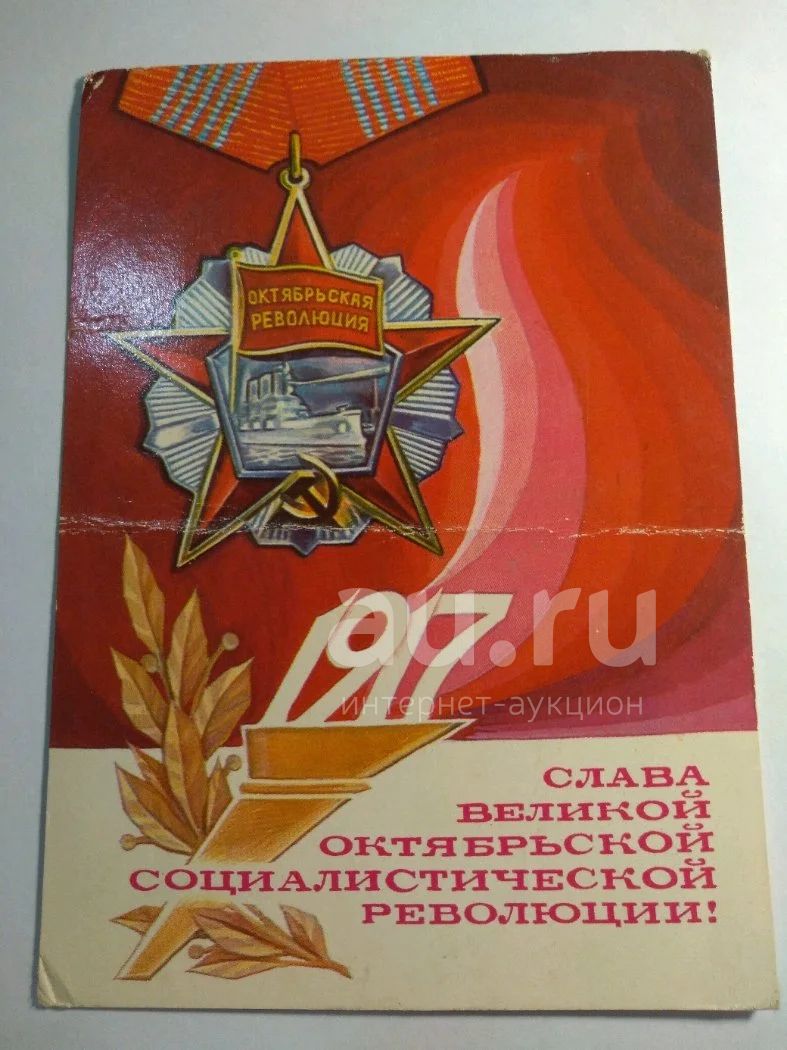 ОКТЯБРЬСКАЯ
РЕВОЛЮЦИЯ
1917
au.ru
интернет-аукцион
СЛАВА
ВЕЛИКОЙ
ОКТЯБРЬСКОЙ
СОЦИАЛИСТИЧЕСКОЙ
РЕВОЛЮЦИИ!